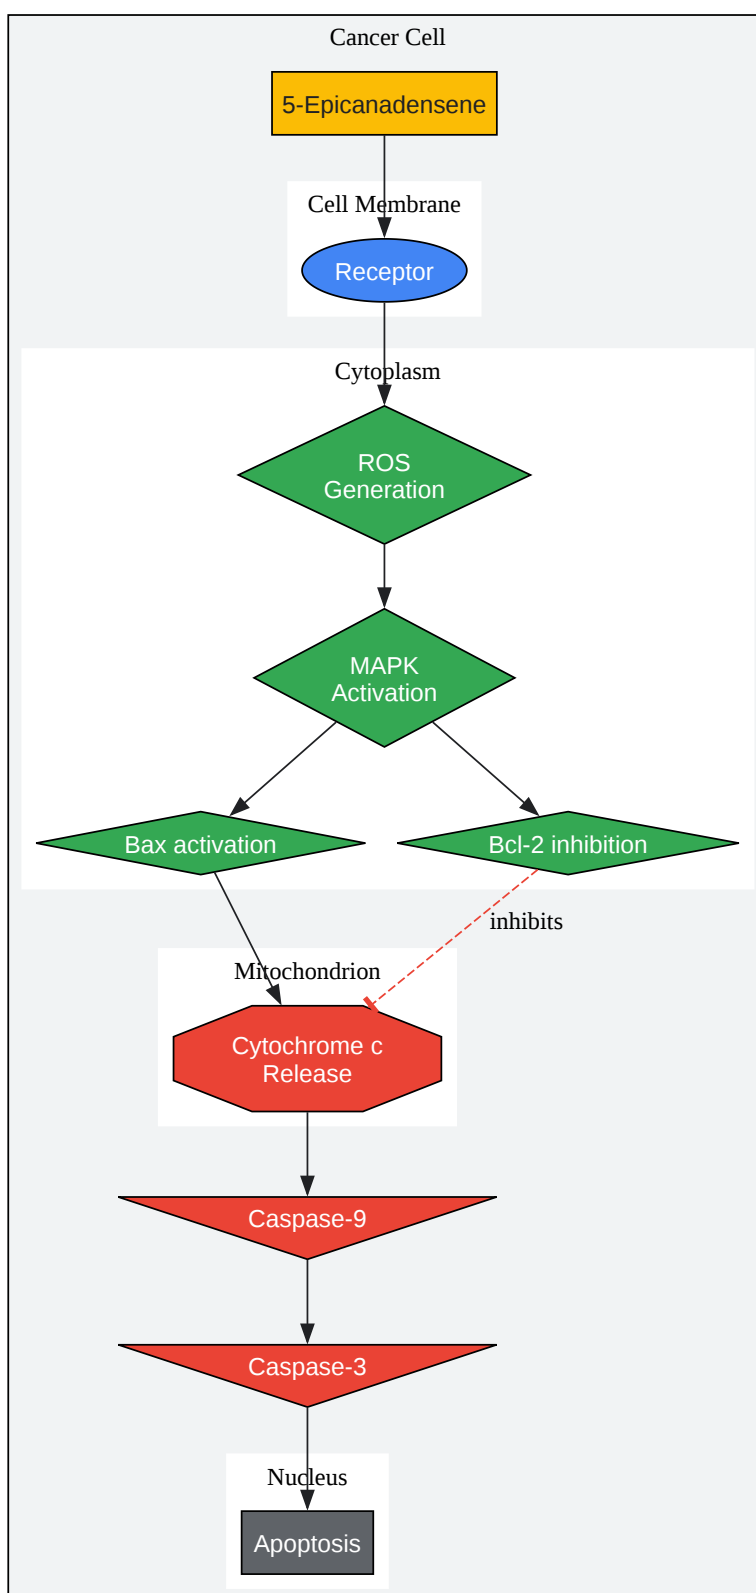 Cancer Cell
5-Epicanadensene
Cell Membrane
Receptor
Cytoplasm
ROS
Generation
MAPK
Activation
Bax activation
Bcl-2 inhibition
inhibits
Mitochondrion
Cytochrome c
Release
Caspase-9
Caspase-3
Nucleus
Apoptosis